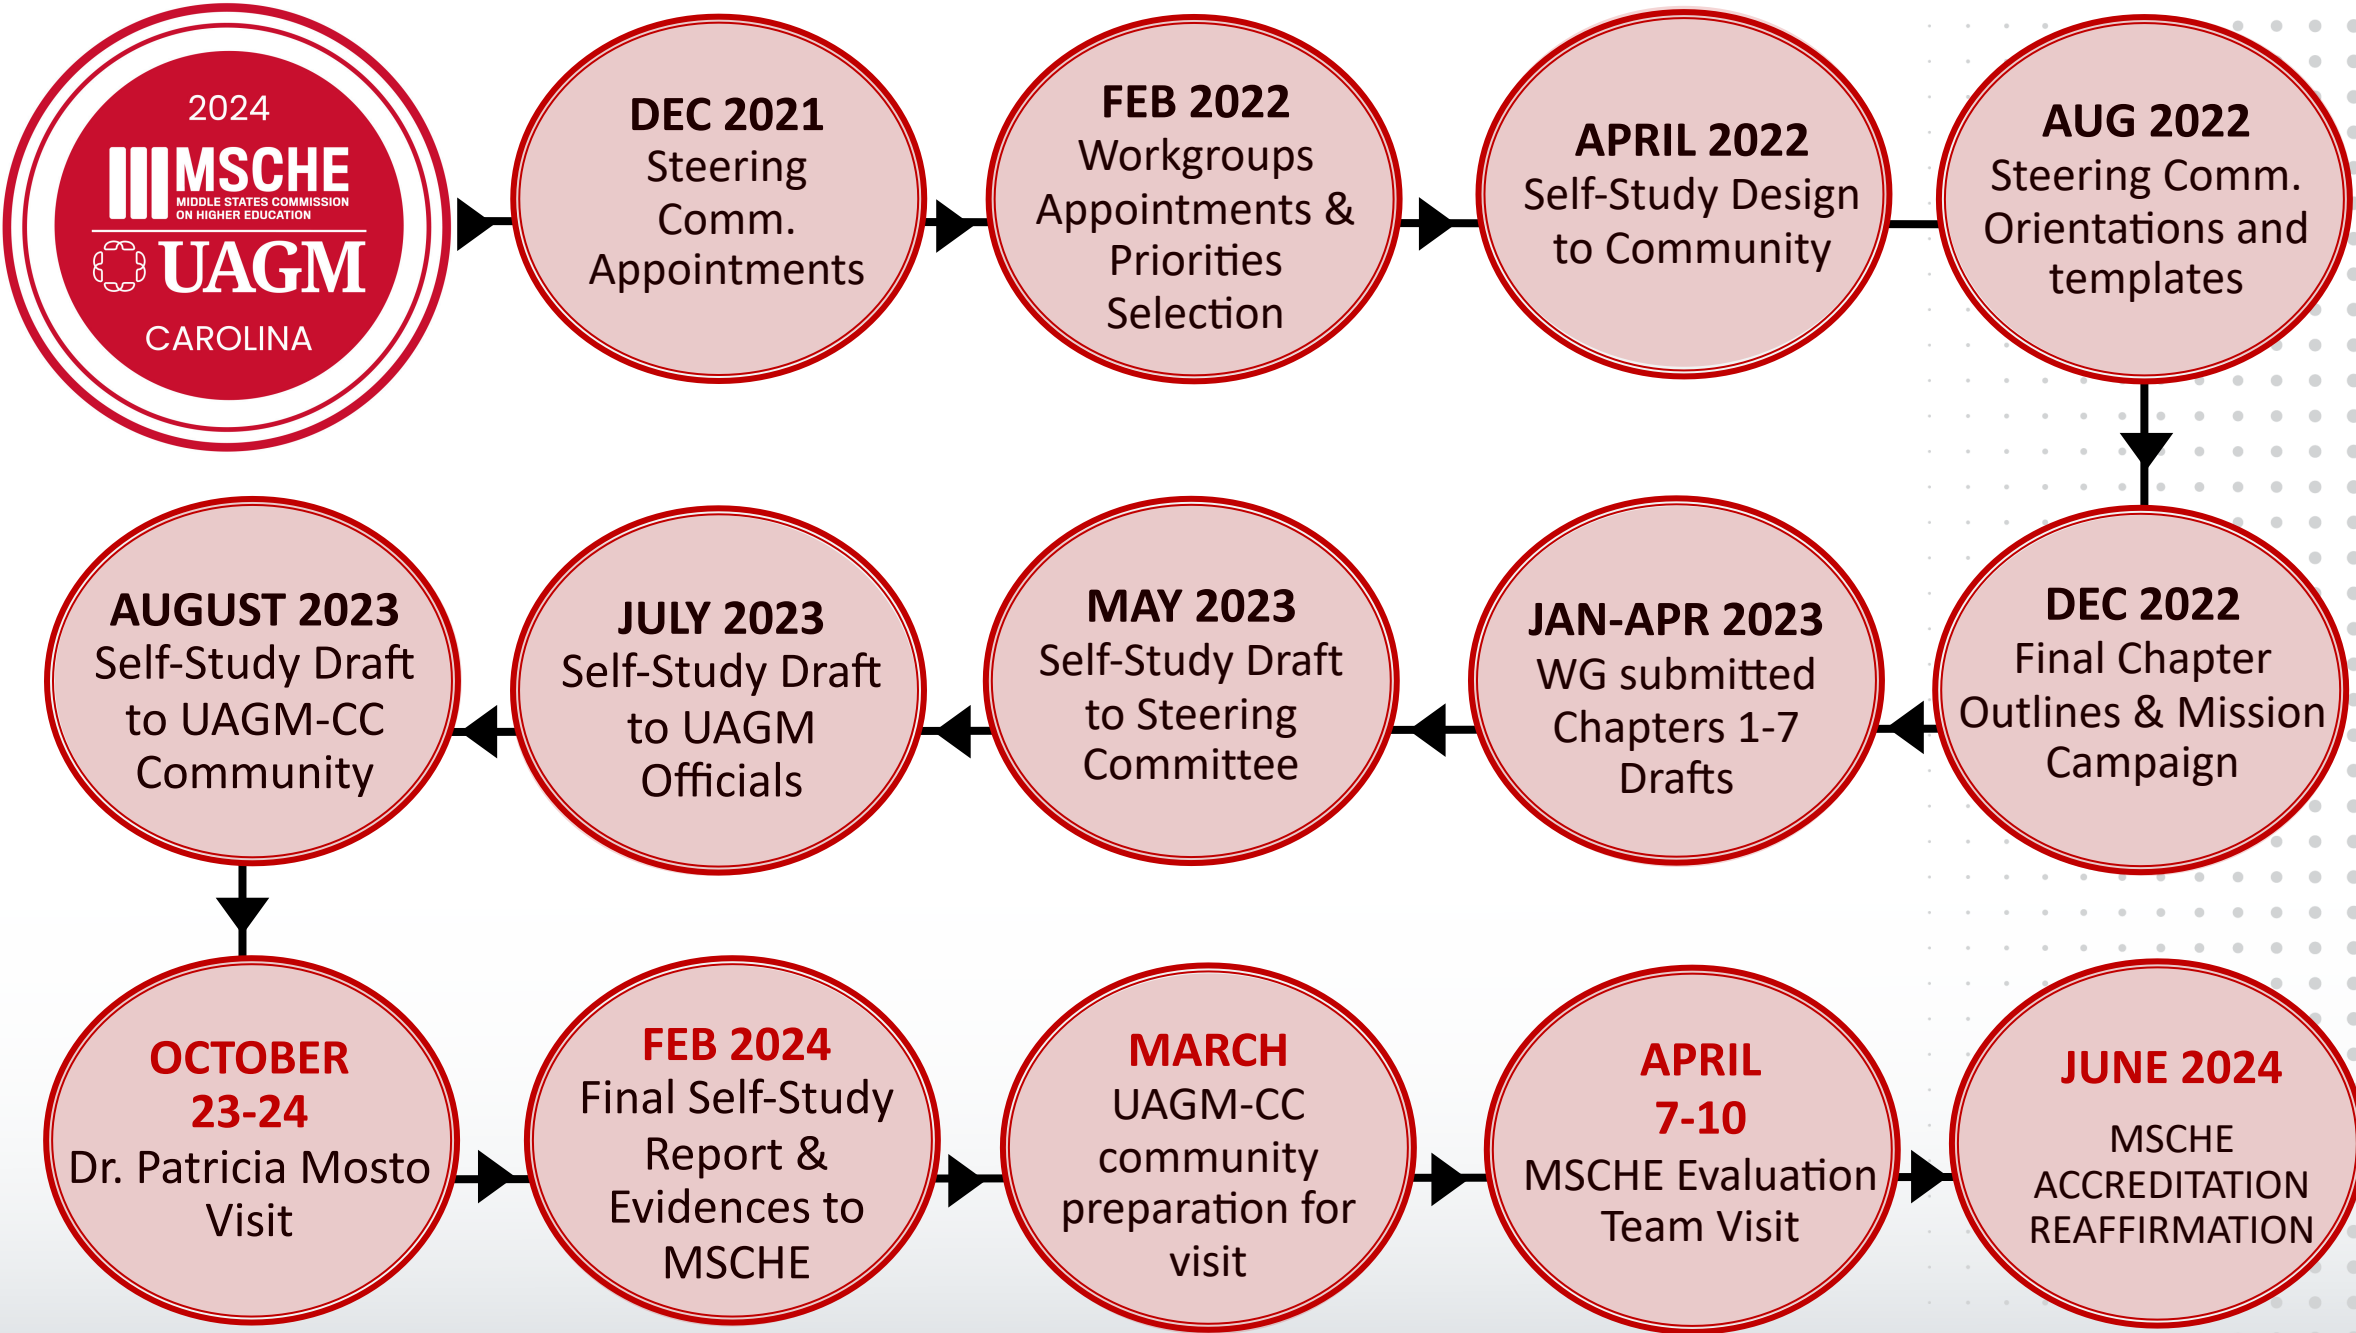 2024
MSCHE
MIDDLE STATES COMMISSION
ON HIGHER EDUCATION
UAGM
CAROLINA
DEC 2021
Steering
Comm.
Appointments
FEB 2022
Workgroups
Appointments &
Priorities
Selection
APRIL 2022
Self-Study Design
to Community
AUG 2022
Steering Comm.
Orientations and
templates
DEC 2022
Final Chapter
Outlines & Mission
Campaign
JAN-APR 2023
WG submitted
Chapters 1-7
Drafts
MAY 2023
Self-Study Draft
to Steering
Committee
JULY 2023
Self-Study Draft
to UAGM
Officials
AUGUST 2023
Self-Study Draft
to UAGM-CC
Community
OCTOBER
23-24
Dr. Patricia Mosto
Visit
FEB 2024
Final Self-Study
Report &
Evidences to
MSCHE
MARCH
UAGM-CC
community
preparation for
visit
APRIL
7-10
MSCHE Evaluation
Team Visit
JUNE 2024
MSCHE
ACCREDITATION
REAFFIRMATION